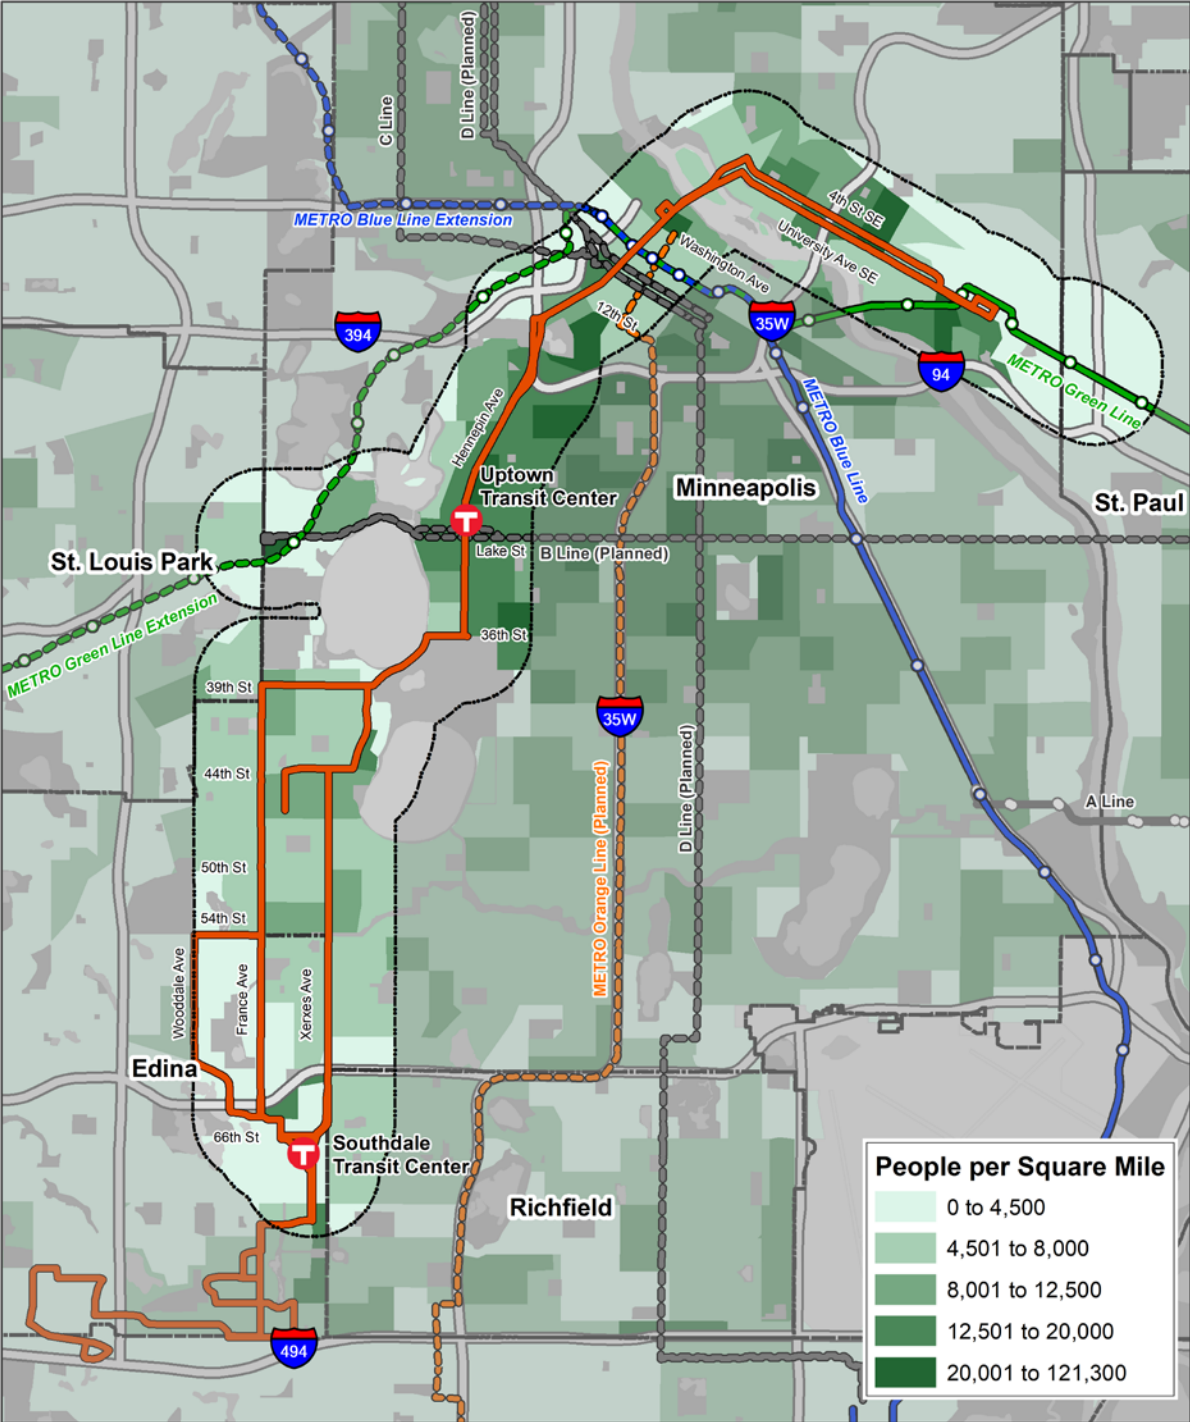 C Line
D Line (Planned)
METRO Blue Line Extension
4th St SE
University Ave SE
Washington Ave
12th St
394
35W
94
METRO Green Line
METRO Blue Line
Hennepin Ave
Uptown
Transit Center
T
Minneapolis
St. Paul
Lake St
B Line (Planned)
St. Louis Park
METRO Green Line Extension
36th St
39th St
35W
44th St
D Line (Planned)
METRO Orange Line (Planned)
A Line
50th St
54th St
Wooddale Ave
France Ave
Xerxes Ave
Edina
66th St
T
Southdale
Transit Center
Richfield
494
People per Square Mile
0 to 4,500
4,501 to 8,000
8,001 to 12,500
12,501 to 20,000
20,001 to 121,300